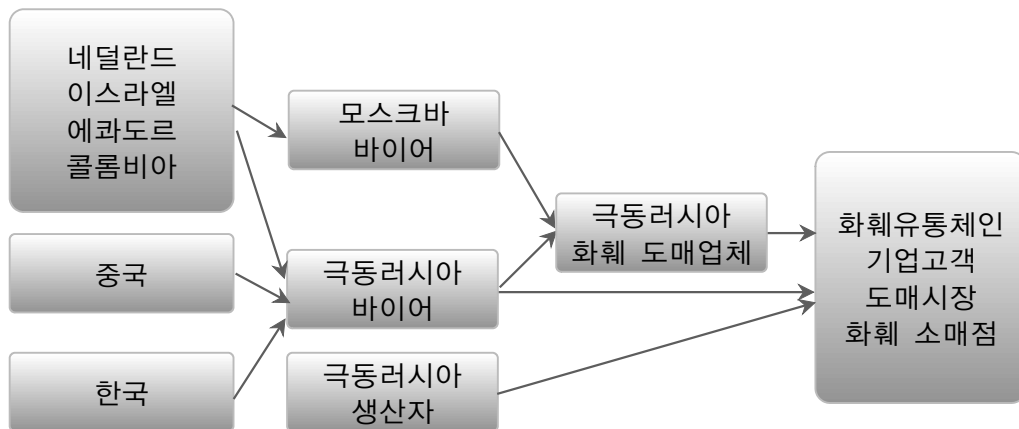 네덜란드
이스라엘
에콰도르
콜롬비아
중국
한국
모스크바
바이어
극동러시아
바이어
극동러시아
생산자
극동러시아
화훼 도매업체
화훼유통체인
기업고객
도매시장
화훼 소매점